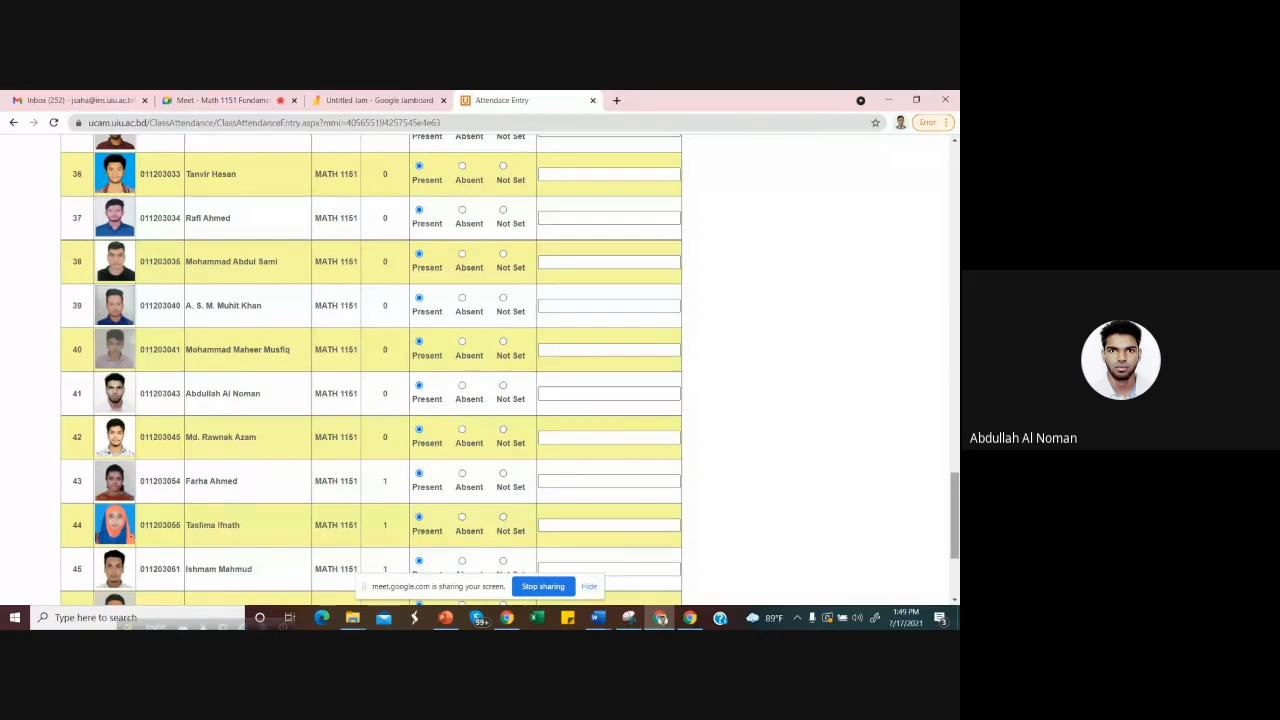 Inbox (252) - jsaha@ins.uiu.ac.bd
Meet - Math 1151 Fundame
Untitled Jam - Google Jamboard
Attendace Entry
ucam.uiu.ac.bd/ClassAttendance/ClassAttendanceEntry.aspx?mmi=405655194257545e4e63
Error
Present Absent Not Set
36 011203033 Tanvir Hasan MATH 1151 0 Present Absent Not Set
37 011203034 Rafi Ahmed MATH 1151 0 Present Absent Not Set
38 011203035 Mohammad Abdul Sami MATH 1151 0 Present Absent Not Set
39 011203040 A. S. M. Muhit Khan MATH 1151 0 Present Absent Not Set
40 011203041 Mohammad Maheer Musfiq MATH 1151 0 Present Absent Not Set
41 011203043 Abdullah Al Noman MATH 1151 0 Present Absent Not Set
42 011203045 Md. Rawnak Azam MATH 1151 0 Present Absent Not Set
43 011203054 Farha Ahmed MATH 1151 1 Present Absent Not Set
44 011203055 Taslima Ifnath MATH 1151 1 Present Absent Not Set
45 011203061 Ishmam Mahmud MATH 1151 1
meet.google.com is sharing your screen. Stop sharing Hide
Type here to search
99+
89°F
1:49 PM
7/17/2021
3
Abdullah Al Noman